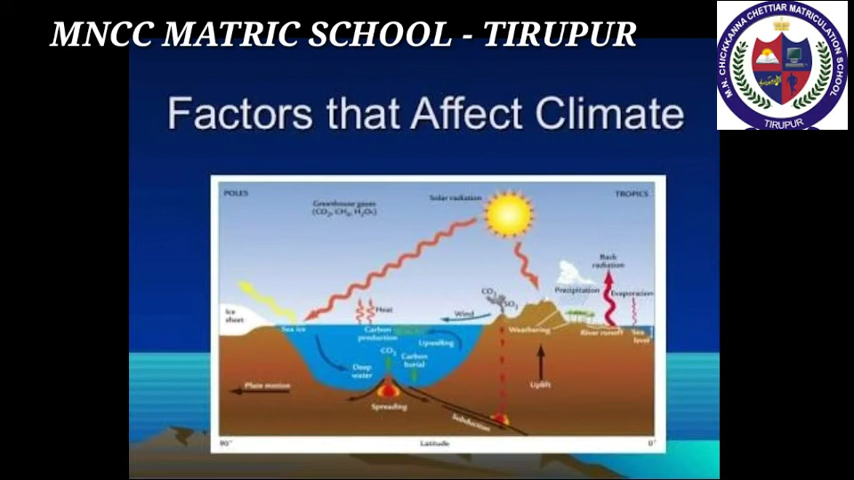 MNCC MATRIC SCHOOL - TIRUPUR
M.N. CHICKKANNA CHETTIAR MATRICULATION SCHOOL
TIRUPUR
Factors that Affect Climate
POLES
Greenhouse gases
(CO₂, CH₄, H₂O)
Solar radiation
TROPICS
Back
radiation
CO₂
SO₂
Precipitation
Evaporation
Ice
sheet
Sea ice
Heat
Wind
Carbon
production
Upwelling
Weathering
River runoff
Sea
level
CO₂
Carbon
burial
Deep
water
Plate motion
Spreading
Uplift
Subduction
90°
Latitude
0°